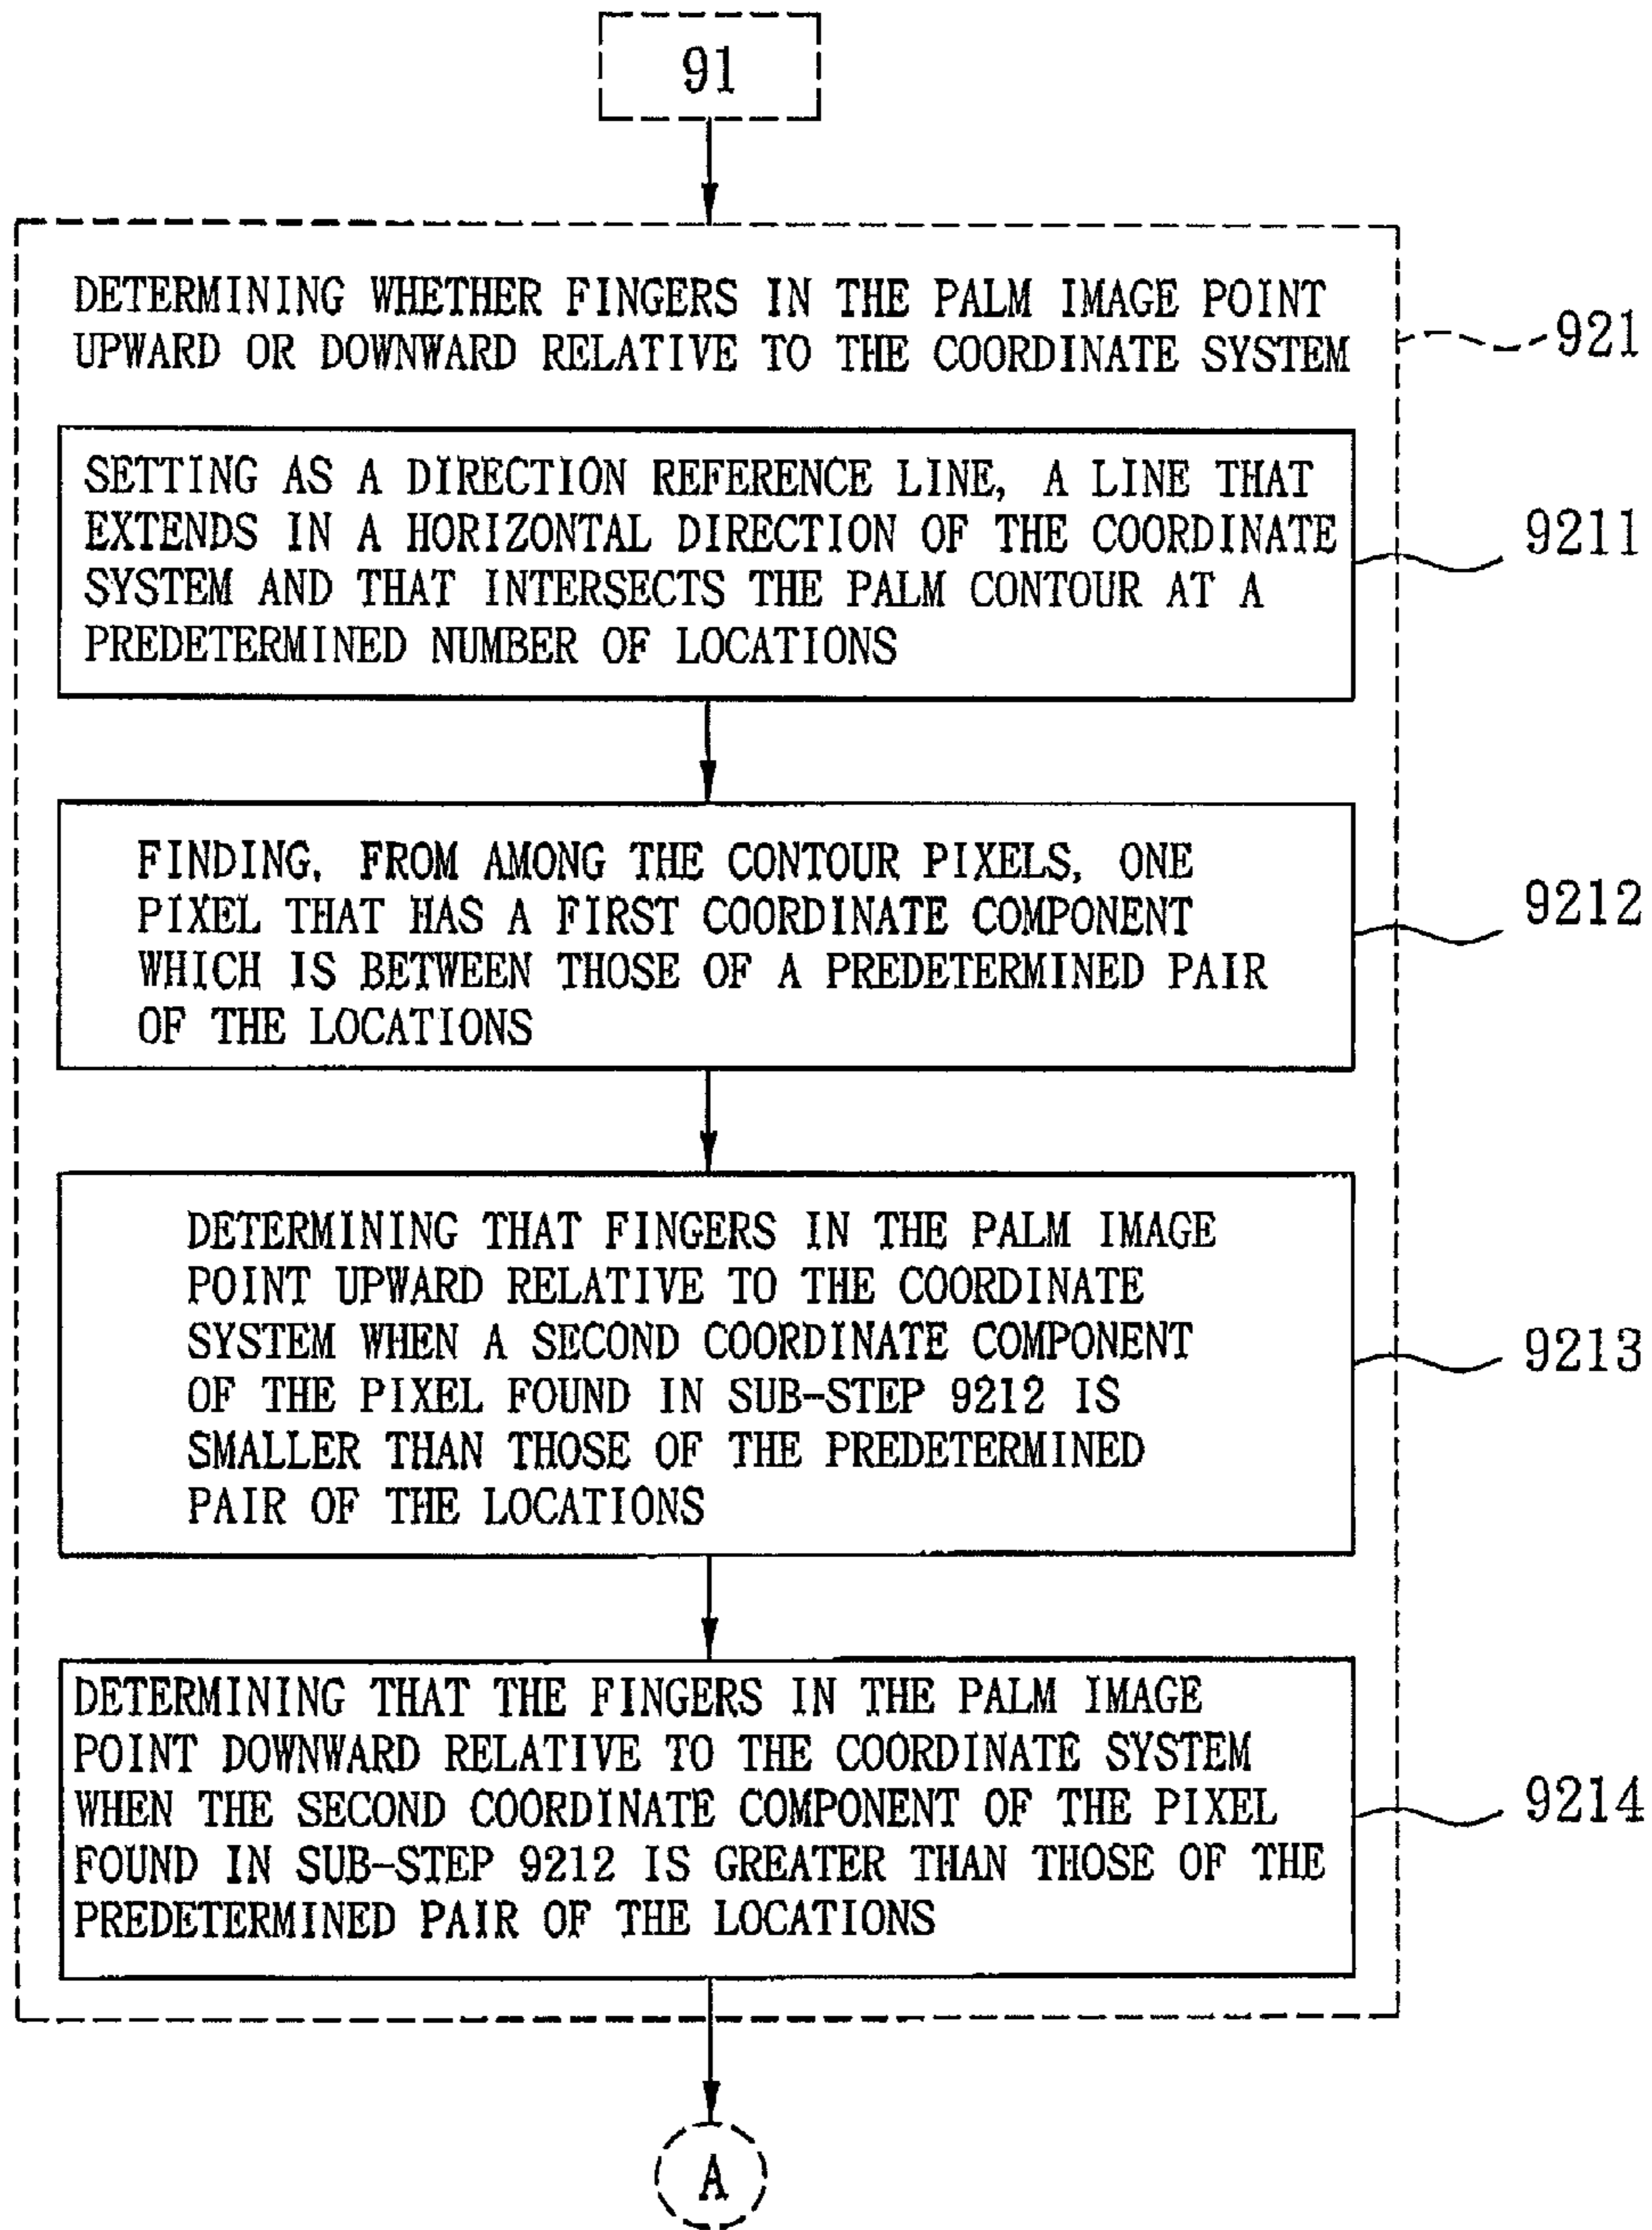 91
DETERMINING WHETHER FINGERS IN THE PALM IMAGE POINT
UPWARD OR DOWNWARD RELATIVE TO THE COORDINATE SYSTEM
921
SETTING AS A DIRECTION REFERENCE LINE, A LINE THAT
EXTENDS IN A HORIZONTAL DIRECTION OF THE COORDINATE
SYSTEM AND THAT INTERSECTS THE PALM CONTOUR AT A
PREDETERMINED NUMBER OF LOCATIONS
9211
FINDING, FROM AMONG THE CONTOUR PIXELS, ONE
PIXEL THAT HAS A FIRST COORDINATE COMPONENT
WHICH IS BETWEEN THOSE OF A PREDETERMINED PAIR
OF THE LOCATIONS
9212
DETERMINING THAT FINGERS IN THE PALM IMAGE
POINT UPWARD RELATIVE TO THE COORDINATE
SYSTEM WHEN A SECOND COORDINATE COMPONENT
OF THE PIXEL FOUND IN SUB-STEP 9212 IS
SMALLER THAN THOSE OF THE PREDETERMINED
PAIR OF THE LOCATIONS
9213
DETERMINING THAT THE FINGERS IN THE PALM IMAGE
POINT DOWNWARD RELATIVE TO THE COORDINATE SYSTEM
WHEN THE SECOND COORDINATE COMPONENT OF THE PIXEL
FOUND IN SUB-STEP 9212 IS GREATER THAN THOSE OF THE
PREDETERMINED PAIR OF THE LOCATIONS
9214
A